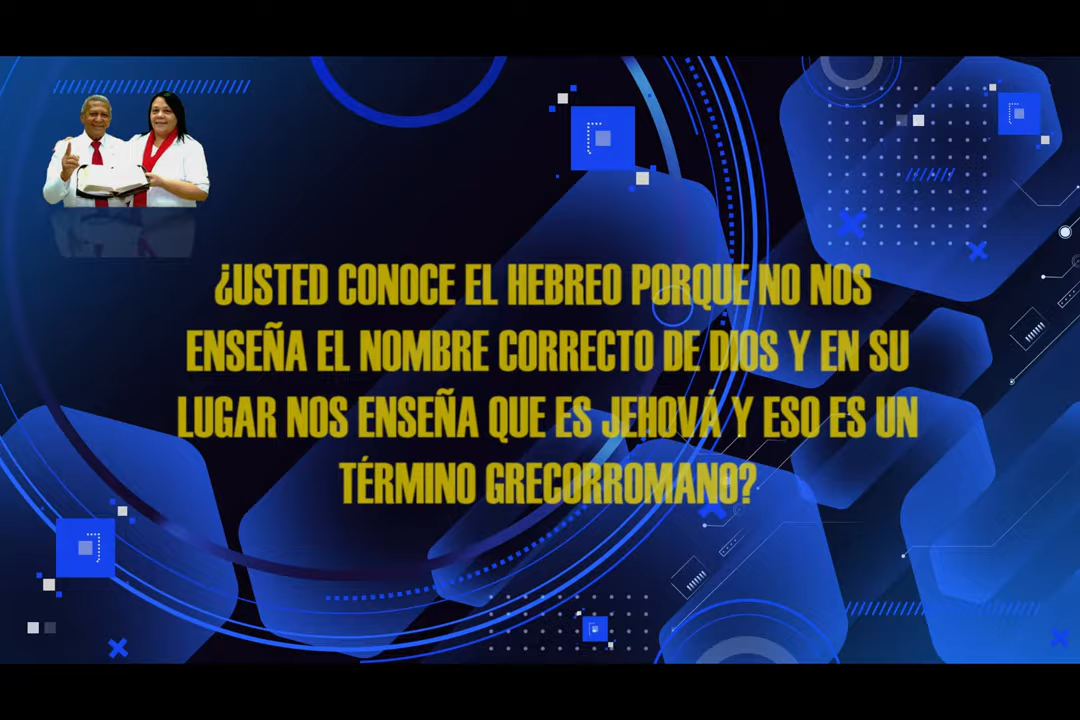 ¿USTED CONOCE EL HEBREO PORQUE NO NOS
ENSEÑA EL NOMBRE CORRECTO DE DIOS Y EN SU
LUGAR NOS ENSEÑA QUE ES JEHOVÁ Y ESO ES UN
TÉRMINO GRECORROMANO?